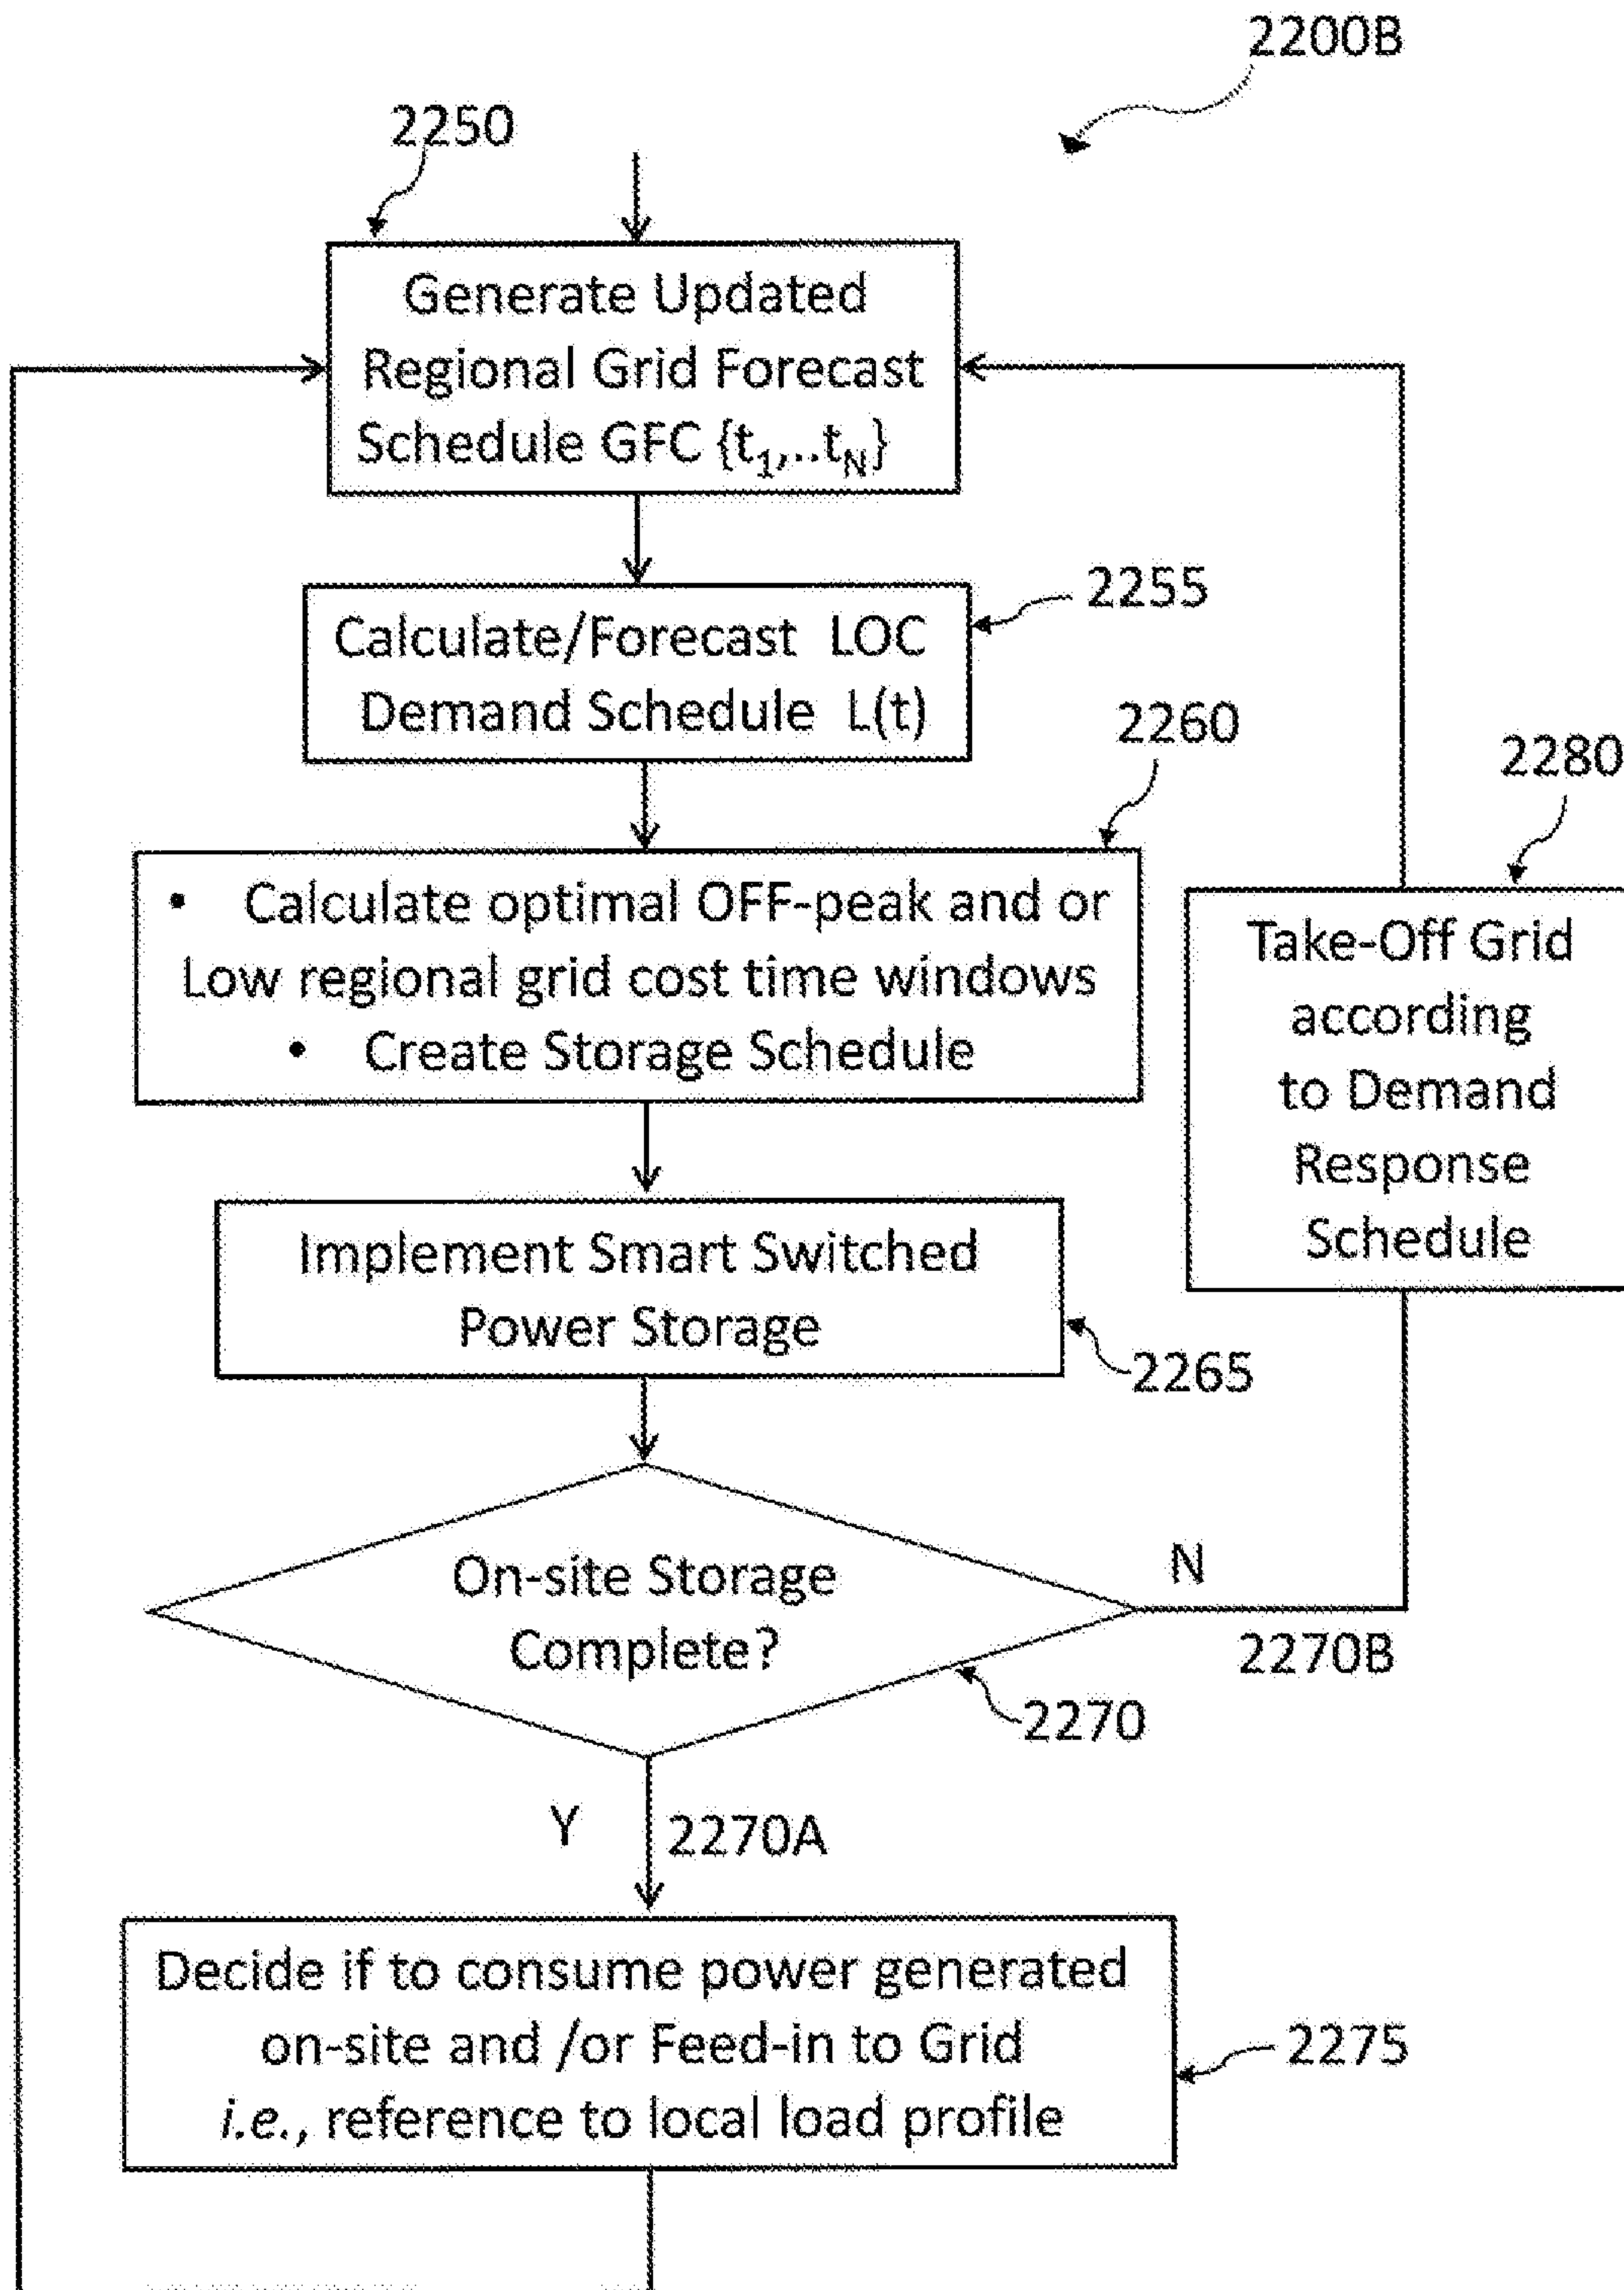 2200B
2250
Generate Updated
Regional Grid Forecast
Schedule GFC {t₁,..t_N}
2255
Calculate/Forecast LOC
Demand Schedule L(t)
2260
2280
• Calculate optimal OFF-peak and or
Low regional grid cost time windows
• Create Storage Schedule
Take-Off Grid
according
to Demand
Response
Schedule
Implement Smart Switched
Power Storage
2265
On-site Storage
Complete?
N
2270B
2270
Y
2270A
Decide if to consume power generated
on-site and /or Feed-in to Grid
i.e., reference to local load profile
2275